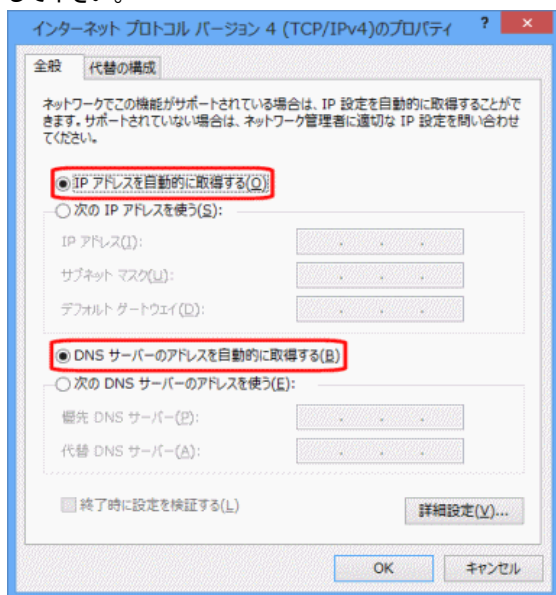 して下さい。
インターネット プロトコル バージョン 4 (TCP/IPv4)のプロパティ ? ×
全般 代替の構成
ネットワークでこの機能がサポートされている場合は、IP 設定を自動的に取得することがで
きます。サポートされていない場合は、ネットワーク管理者に適切な IP 設定を問い合わせ
てください。
IP アドレスを自動的に取得する(O)
次の IP アドレスを使う(S):
IP アドレス(I):
サブネット マスク(U):
デフォルト ゲートウェイ(D):
DNS サーバーのアドレスを自動的に取得する(B)
次の DNS サーバーのアドレスを使う(E):
優先 DNS サーバー(P):
代替 DNS サーバー(A):
終了時に設定を検証する(L)
詳細設定(V)...
OK キャンセル